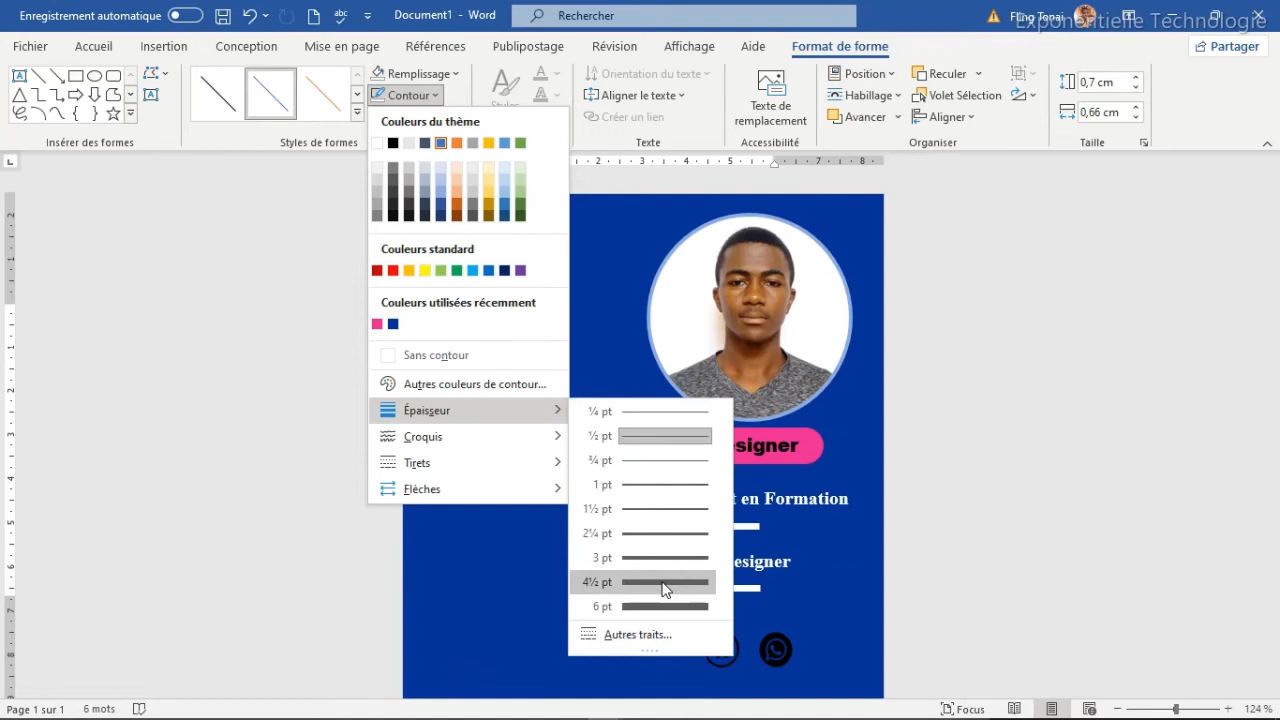 Enregistrement automatique
Document1 - Word
Rechercher
Exponentielle Technologie
Fichier
Accueil
Insertion
Conception
Mise en page
Références
Publipostage
Révision
Affichage
Aide
Format de forme
Partager
Remplissage
Contour
Styles
Orientation du texte
Aligner le texte
Créer un lien
Texte de
remplacement
Position
Habillage
Avancer
Reculer
Volet Sélection
Aligner
0,7 cm
0,66 cm
Insérer des formes
Styles de formes
Texte
Accessibilité
Organiser
Taille
Couleurs du thème
Couleurs standard
Couleurs utilisées récemment
Sans contour
Autres couleurs de contour...
Épaisseur
Croquis
Tirets
Flèches
¼ pt
½ pt
¾ pt
1 pt
1½ pt
2¼ pt
3 pt
4½ pt
6 pt
Autres traits...
esigner
en Formation
esigner
Page 1 sur 1
6 mots
Focus
124 %